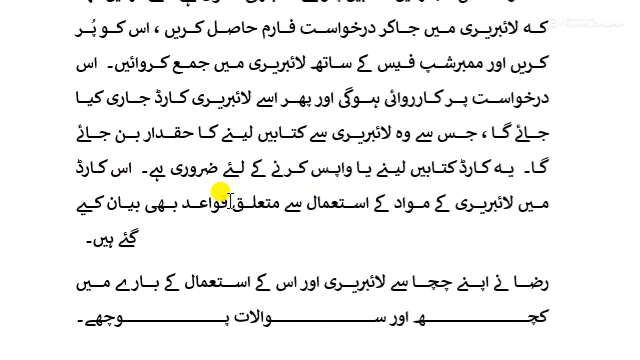 کہ لائبریری میں جاکر درخواست فارم حاصل کریں ، اس کو پُر
کریں اور ممبرشپ فیس کے ساتھ لائبریری میں جمع کروائیں۔ اس
درخواست پر کارروائی ہوگی اور پھر اسے لائبریری کارڈ جاری کیا
جائے گا ، جس سے وہ لائبریری سے کتابیں لینے کا حقدار بن جائے
گا۔ یہ کارڈ کتابیں لینے یا واپس کرنے کے لئے ضروری ہے۔ اس کارڈ
میں لائبریری کے مواد کے استعمال سے متعلق قواعد بھی بیان کیے
گئے ہیں۔
رضا نے اپنے چچا سے لائبریری اور اس کے استعمال کے بارے میں
کچھ اور سوالات پوچھے۔